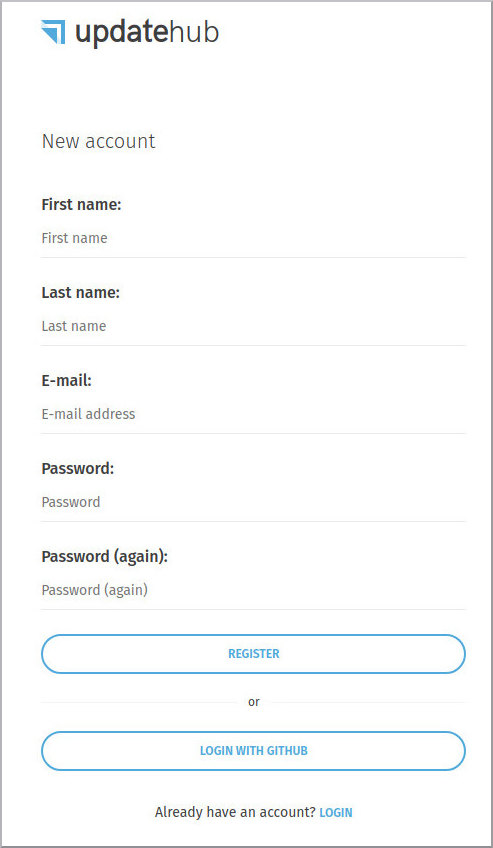 updatehub
New account
First name:
First name
Last name:
Last name
E-mail:
E-mail address
Password:
Password
Password (again):
Password (again)
REGISTER
or
LOGIN WITH GITHUB
Already have an account? LOGIN